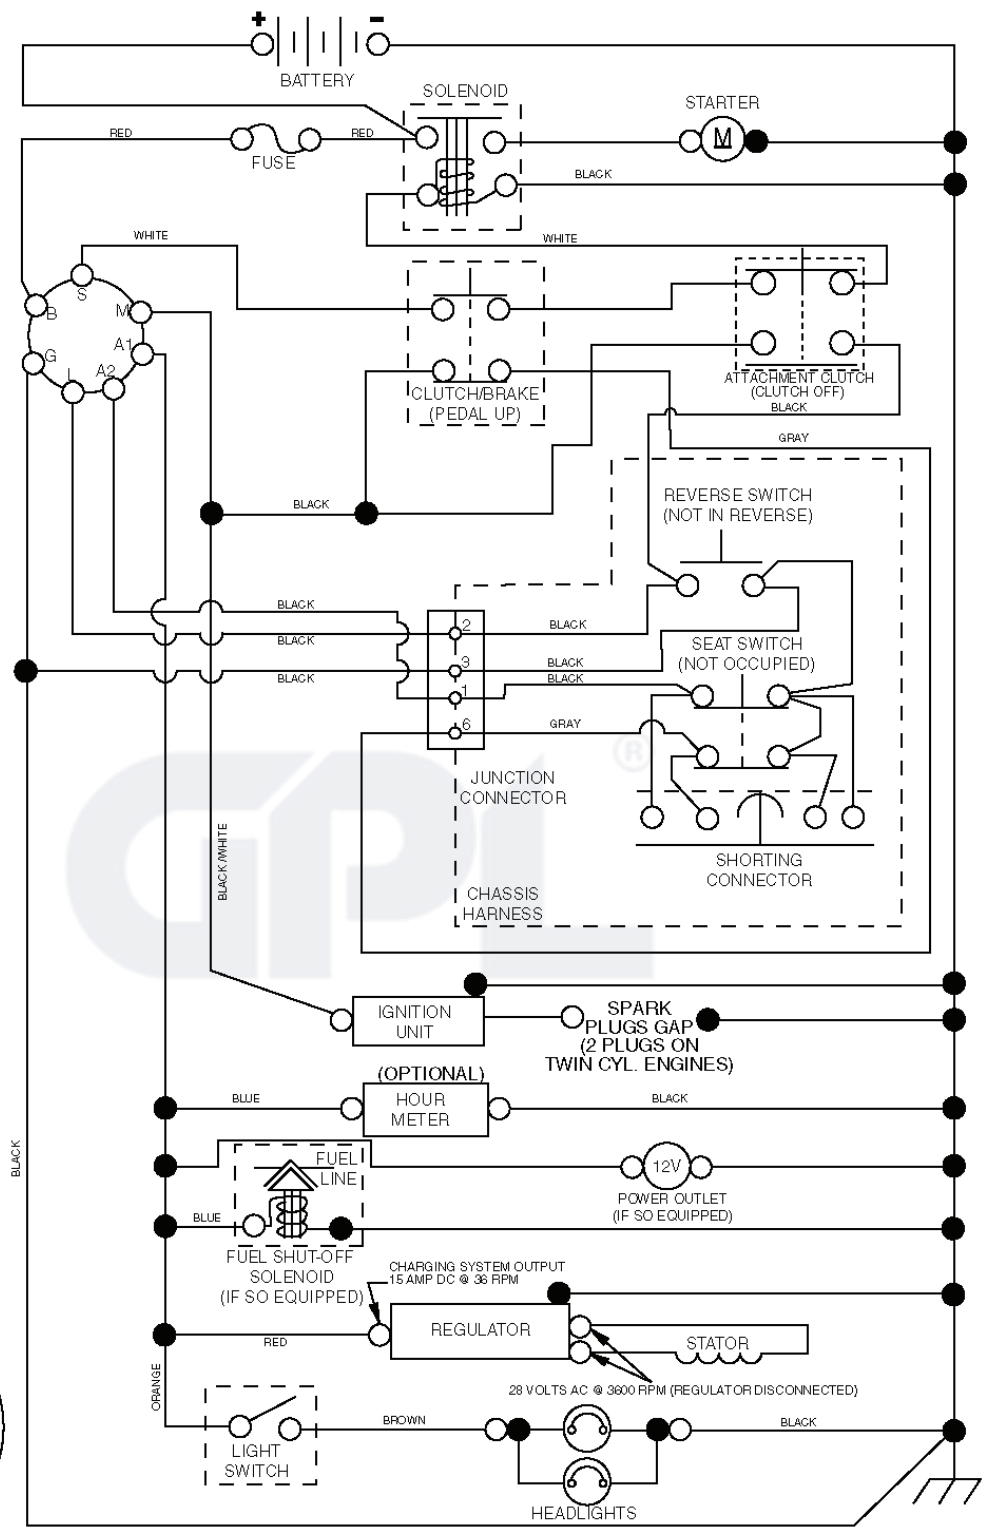 + -
BATTERY
SOLENOID
STARTER
RED
RED
FUSE
M
BLACK
WHITE
WHITE
S
B
M
A1
G
A2
L
CLUTCH/BRAKE
(PEDAL UP)
ATTACHMENT CLUTCH
(CLUTCH OFF)
BLACK
GRAY
BLACK
REVERSE SWITCH
(NOT IN REVERSE)
BLACK
2
BLACK
BLACK
SEAT SWITCH
(NOT OCCUPIED)
3
BLACK
BLACK
BLACK
1
6
GRAY
®
JUNCTION
CONNECTOR
GPL
BLACK/WHITE
SHORTING
CONNECTOR
CHASSIS
HARNESS
IGNITION
UNIT
SPARK
PLUGS GAP
(2 PLUGS ON
TWIN CYL. ENGINES)
(OPTIONAL)
BLUE
HOUR
METER
BLACK
BLACK
FUEL
LINE
12V
POWER OUTLET
(IF SO EQUIPPED)
BLUE
FUEL SHUT-OFF
SOLENOID
(IF SO EQUIPPED)
CHARGING SYSTEM OUTPUT
15 AMP DC @ 36 RPM
REGULATOR
STATOR
RED
28 VOLTS AC @ 3600 RPM (REGULATOR DISCONNECTED)
ORANGE
BROWN
BLACK
LIGHT
SWITCH
HEADLIGHTS